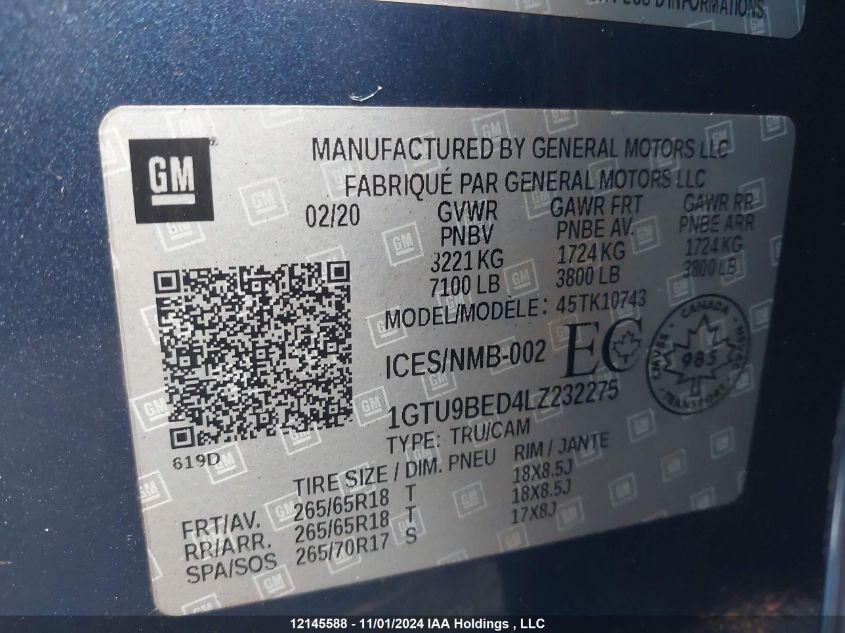 PLUS D'INFORMATIONS.
GM
MANUFACTURED BY GENERAL MOTORS LLC
FABRIQUÉ PAR GENERAL MOTORS LLC
02/20 GVWR GAWR FRT GAWR RR
PNBV PNBE AV. PNBE ARR
3221 KG 1724 KG 1724 KG
7100 LB 3800 LB 3800 LB
MODEL/MODÈLE: 45TK10743
ICES/NMB-002 EC
CANADA
985
TRANSPORT
1GTU9BED4LZ232275
TYPE: TRU/CAM
619D
TIRE SIZE / DIM. PNEU RIM / JANTE
FRT/AV. 265/65R18 T 18X8.5J
RR/ARR. 265/65R18 T 18X8.5J
SPA/SOS 265/70R17 S 17X8J
12145588 - 11/01/2024 IAA Holdings , LLC